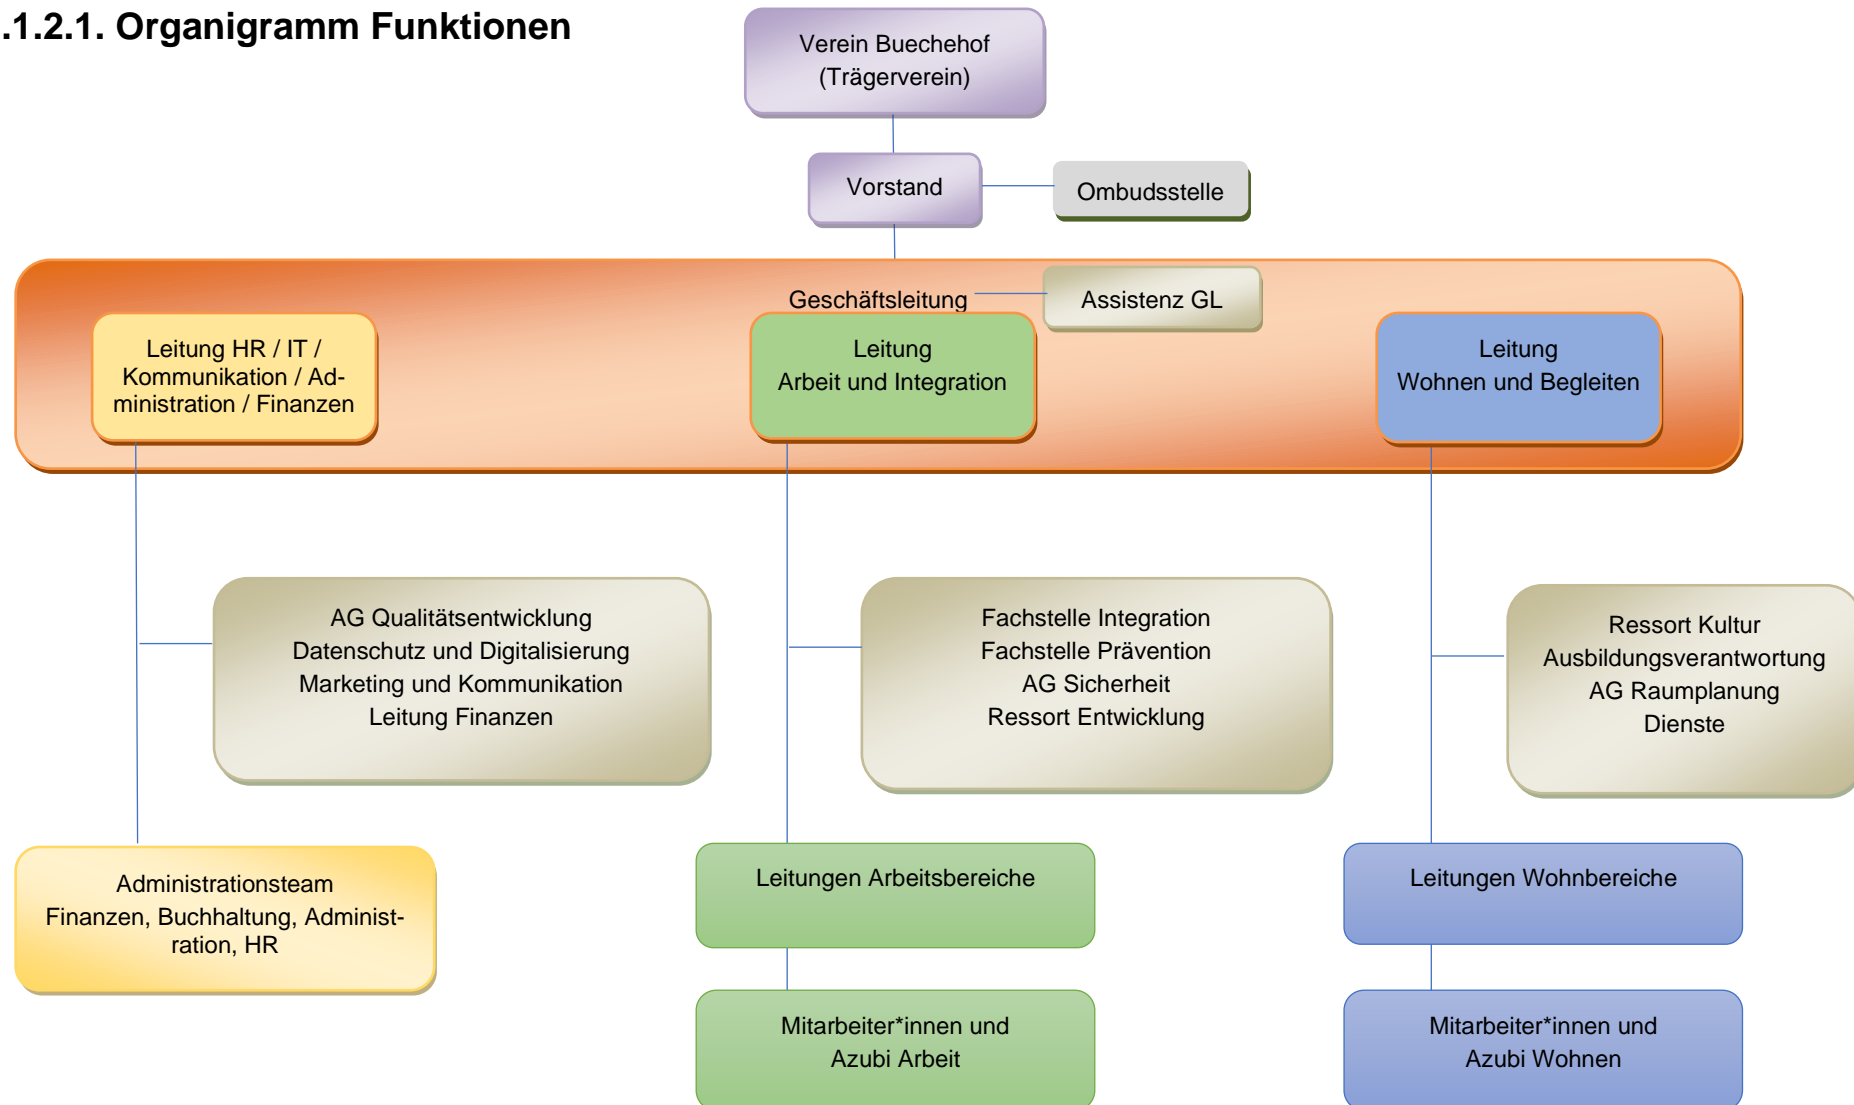 .1.2.1. Organigramm Funktionen
Verein Buechehof
(Trägerverein)
Vorstand
Ombudsstelle
Geschäftsleitung
Assistenz GL
Leitung HR / IT /
Kommunikation / Ad-
ministration / Finanzen
Leitung
Arbeit und Integration
Leitung
Wohnen und Begleiten
AG Qualitätsentwicklung
Datenschutz und Digitalisierung
Marketing und Kommunikation
Leitung Finanzen
Fachstelle Integration
Fachstelle Prävention
AG Sicherheit
Ressort Entwicklung
Ressort Kultur
Ausbildungsverantwortung
AG Raumplanung
Dienste
Administrationsteam
Finanzen, Buchhaltung, Administ-
ration, HR
Leitungen Arbeitsbereiche
Leitungen Wohnbereiche
Mitarbeiter*innen und
Azubi Arbeit
Mitarbeiter*innen und
Azubi Wohnen